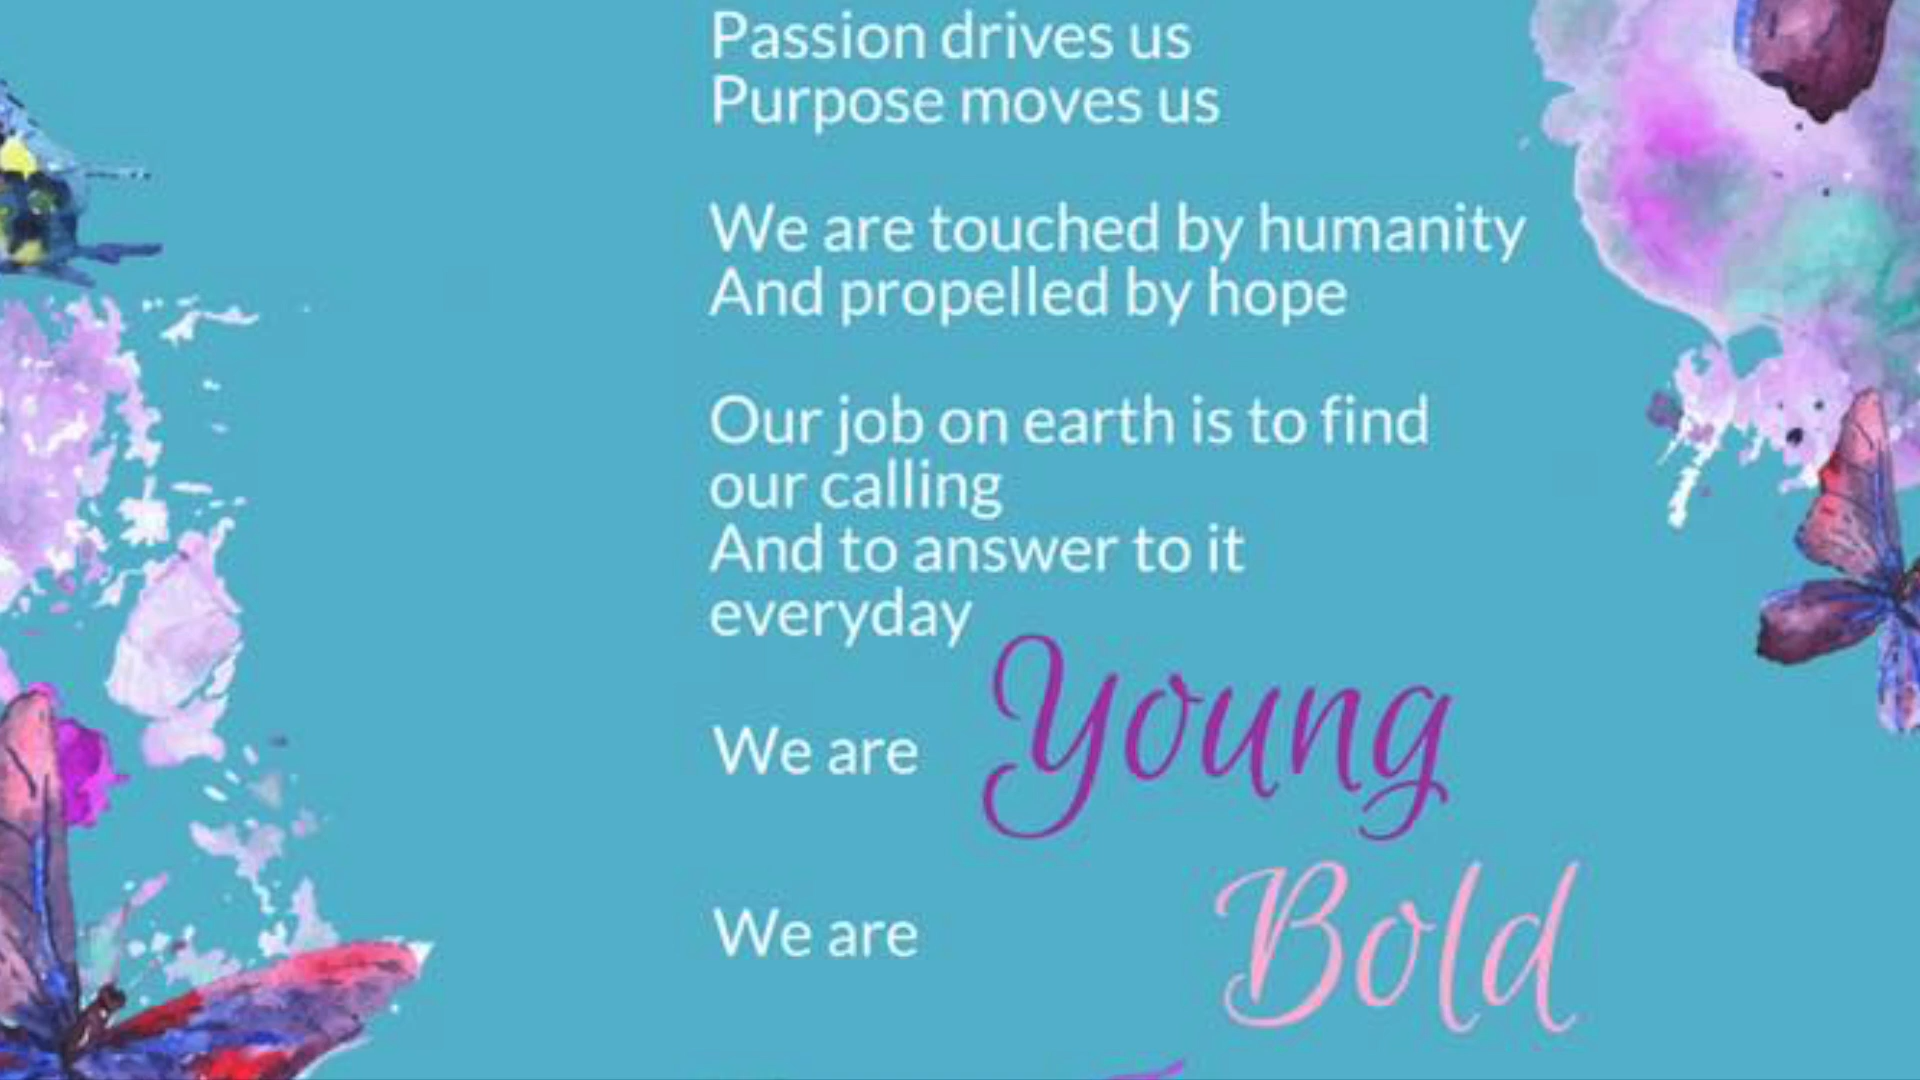 Passion drives us
Purpose moves us
We are touched by humanity
And propelled by hope
Our job on earth is to find
our calling
And to answer to it
everyday
We are Young
We are Bold